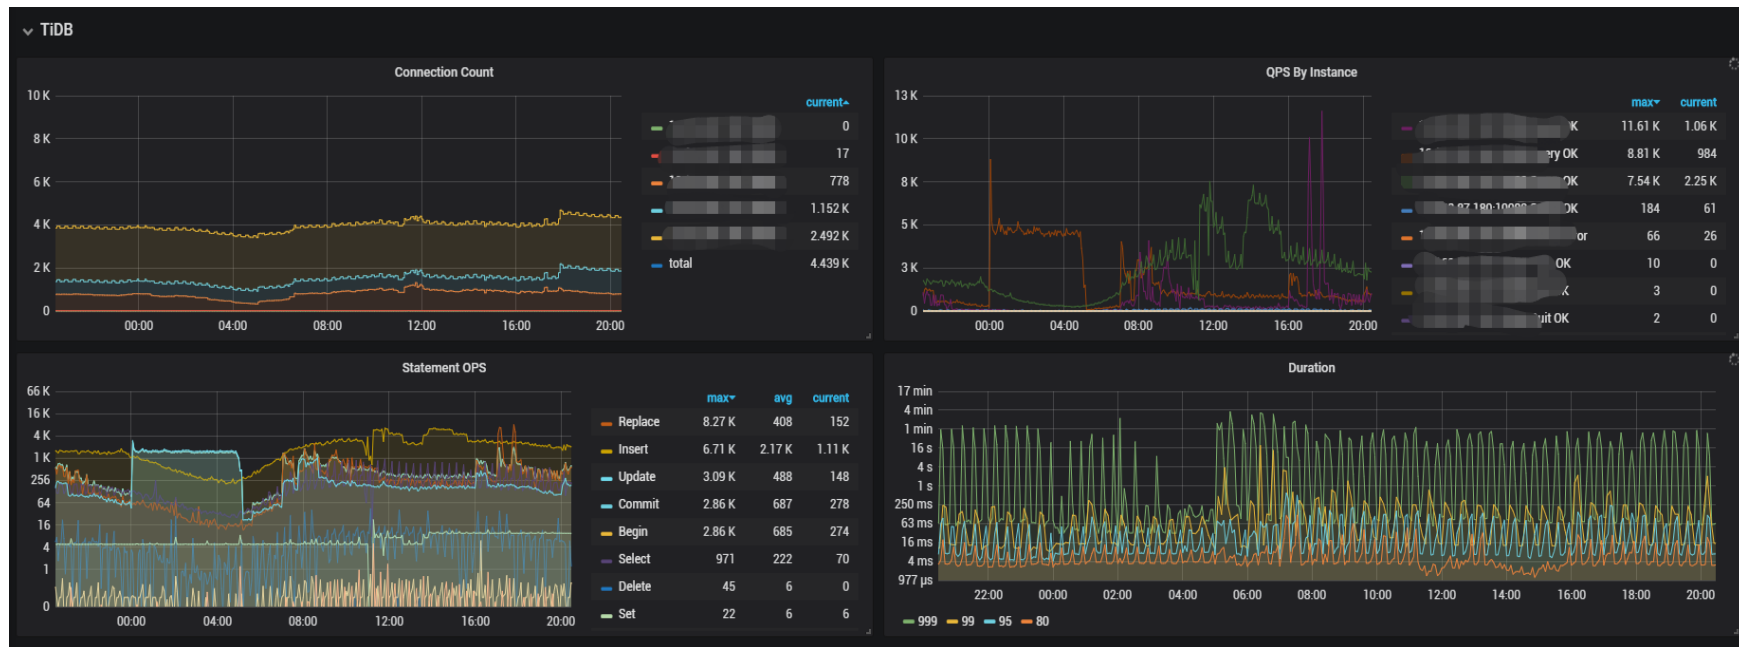 TiDB
Connection Count
10 K
8 K
6 K
4 K
2 K
0
00:00 04:00 08:00 12:00 16:00 20:00
current
0
17
778
1.152 K
2.492 K
total 4.439 K
QPS By Instance
13 K
10 K
8 K
5 K
3 K
0
00:00 04:00 08:00 12:00 16:00 20:00
max current
K 11.61 K 1.06 K
ery OK 8.81 K 984
OK 7.54 K 2.25 K
OK 184 61
or 66 26
OK 10 0
K 3 0
uit OK 2 0
Statement OPS
66 K
16 K
4 K
1 K
256
64
16
4
1
0
00:00 04:00 08:00 12:00 16:00 20:00
max avg current
Replace 8.27 K 408 152
Insert 6.71 K 2.17 K 1.11 K
Update 3.09 K 488 148
Commit 2.86 K 687 278
Begin 2.86 K 685 274
Select 971 222 70
Delete 45 6 0
Set 22 6 6
Duration
17 min
4 min
1 min
16 s
4 s
1 s
250 ms
63 ms
16 ms
4 ms
977 µs
22:00 00:00 02:00 04:00 06:00 08:00 10:00 12:00 14:00 16:00 18:00 20:00
999 99 95 80